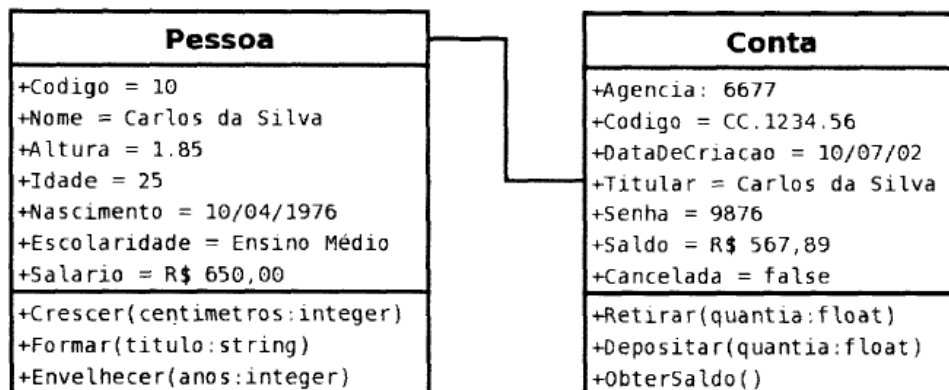 Pessoa
+Codigo = 10
+Nome = Carlos da Silva
+Altura = 1.85
+Idade = 25
+Nascimento = 10/04/1976
+Escolaridade = Ensino Médio
+Salario = R$ 650,00
+Crescer(centimetros:integer)
+Formar(titulo:string)
+Envelhecer(anos:integer)
Conta
+Agencia: 6677
+Codigo = CC.1234.56
+DataDeCriacao = 10/07/02
+Titular = Carlos da Silva
+Senha = 9876
+Saldo = R$ 567,89
+Cancelada = false
+Retirar(quantia:float)
+Depositar(quantia:float)
+ObterSaldo()